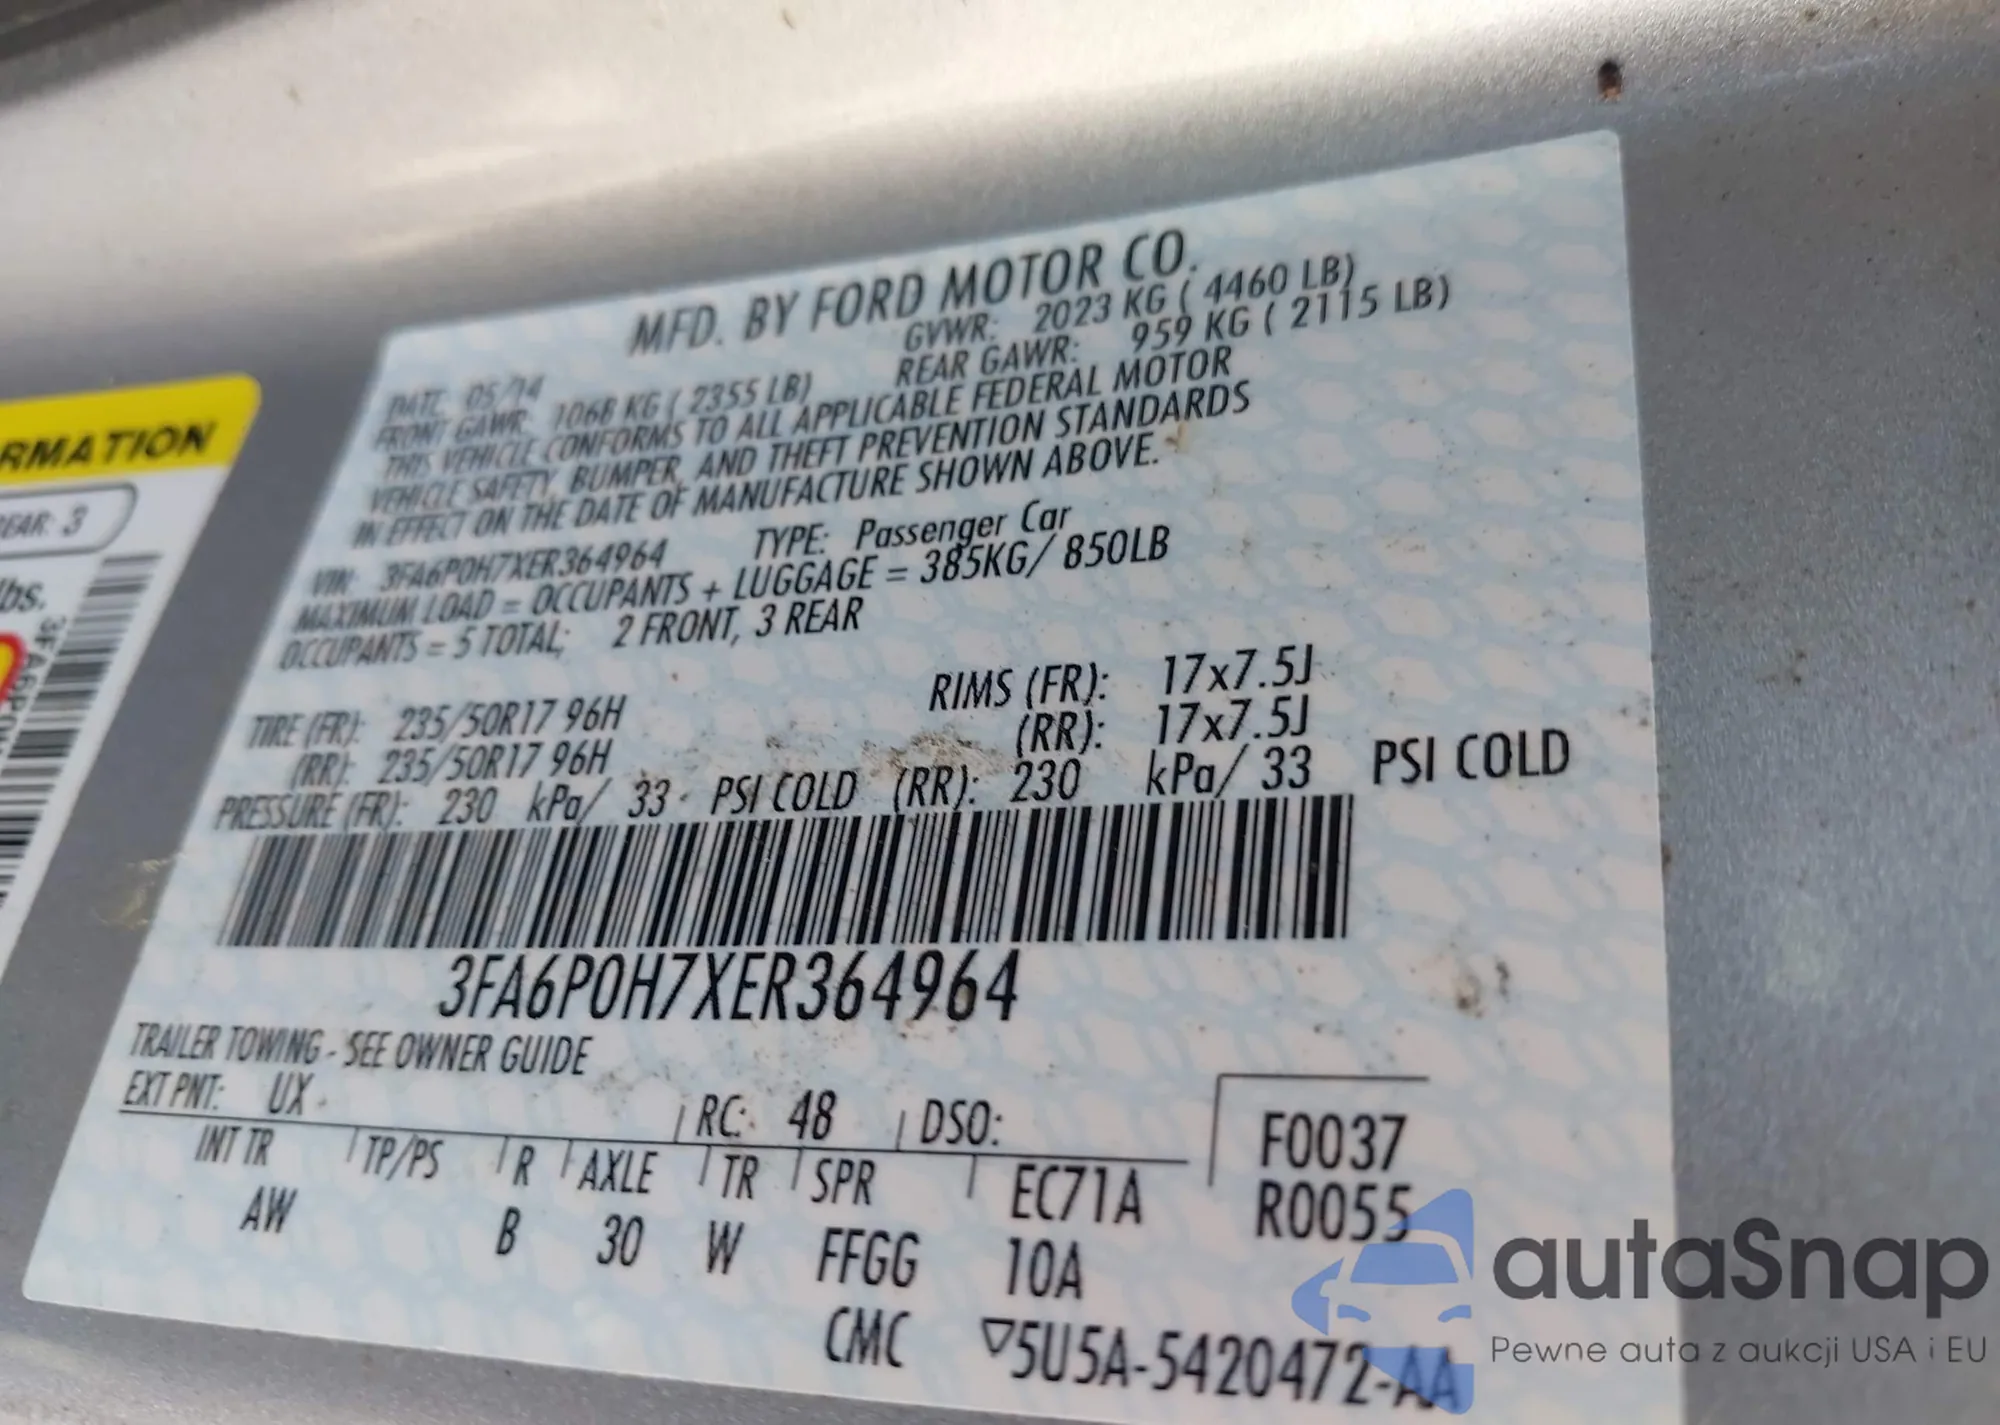 RMATION
REAR: 3
lbs.
MFD. BY FORD MOTOR CO.
DATE: 05/14 GVWR: 2023 KG ( 4460 LB)
FRONT GAWR: 1068 KG ( 2355 LB) REAR GAWR: 959 KG ( 2115 LB)
THIS VEHICLE CONFORMS TO ALL APPLICABLE FEDERAL MOTOR
VEHICLE SAFETY, BUMPER, AND THEFT PREVENTION STANDARDS
IN EFFECT ON THE DATE OF MANUFACTURE SHOWN ABOVE.
VIN: 3FA6P0H7XER364964 TYPE: Passenger Car
MAXIMUM LOAD = OCCUPANTS + LUGGAGE = 385KG/ 850LB
OCCUPANTS = 5 TOTAL; 2 FRONT, 3 REAR
TIRE (FR): 235/50R17 96H RIMS (FR): 17x7.5J
(RR): 235/50R17 96H (RR): 17x7.5J
PRESSURE (FR): 230 kPa/ 33 PSI COLD (RR): 230 kPa/ 33 PSI COLD
3FA6P0H7XER364964
TRAILER TOWING - SEE OWNER GUIDE
EXT PNT: UX RC: 48 DSO: F0037
INT TR TP/PS R AXLE TR SPR EC71A R0055
AW B 30 W FFGG 10A
CMC ▽5U5A-5420472-AA
autaSnap
Pewne auta z aukcji USA i EU